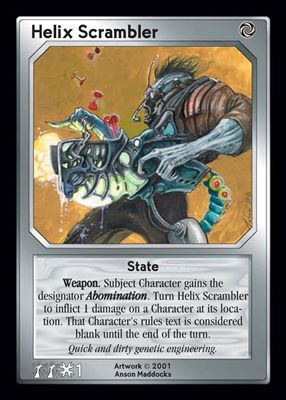 Helix Scrambler
State
Weapon. Subject Character gains the
designator Abomination. Turn Helix Scrambler
to inflict 1 damage on a Character at its loca-
tion. That Character's rules text is considered
blank until the end of the turn.
Quick and dirty genetic engineering.
1
Artwork © 2001
Anson Maddocks